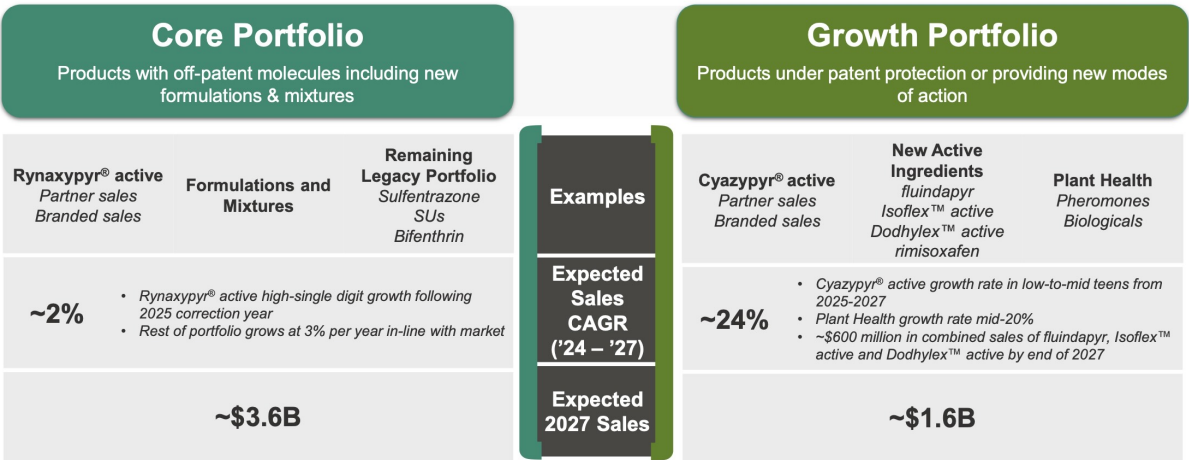 Core Portfolio
Products with off-patent molecules including new
formulations & mixtures
Growth Portfolio
Products under patent protection or providing new modes
of action
Rynaxypyr® active
Partner sales
Branded sales
Formulations and
Mixtures
Remaining
Legacy Portfolio
Sulfentrazone
SUs
Bifenthrin
Examples
Cyazypyr® active
Partner sales
Branded sales
New Active
Ingredients
fluindapyr
Isoflex™ active
Dodhylex™ active
rimisoxafen
Plant Health
Pheromones
Biologicals
~2%
• Rynaxypyr® active high-single digit growth following
2025 correction year
• Rest of portfolio grows at 3% per year in-line with market
Expected
Sales
CAGR
('24 – '27)
~24%
• Cyazypyr® active growth rate in low-to-mid teens from
2025-2027
• Plant Health growth rate mid-20%
• ~$600 million in combined sales of fluindapyr, Isoflex™
active and Dodhylex™ active by end of 2027
~$3.6B
Expected
2027 Sales
~$1.6B